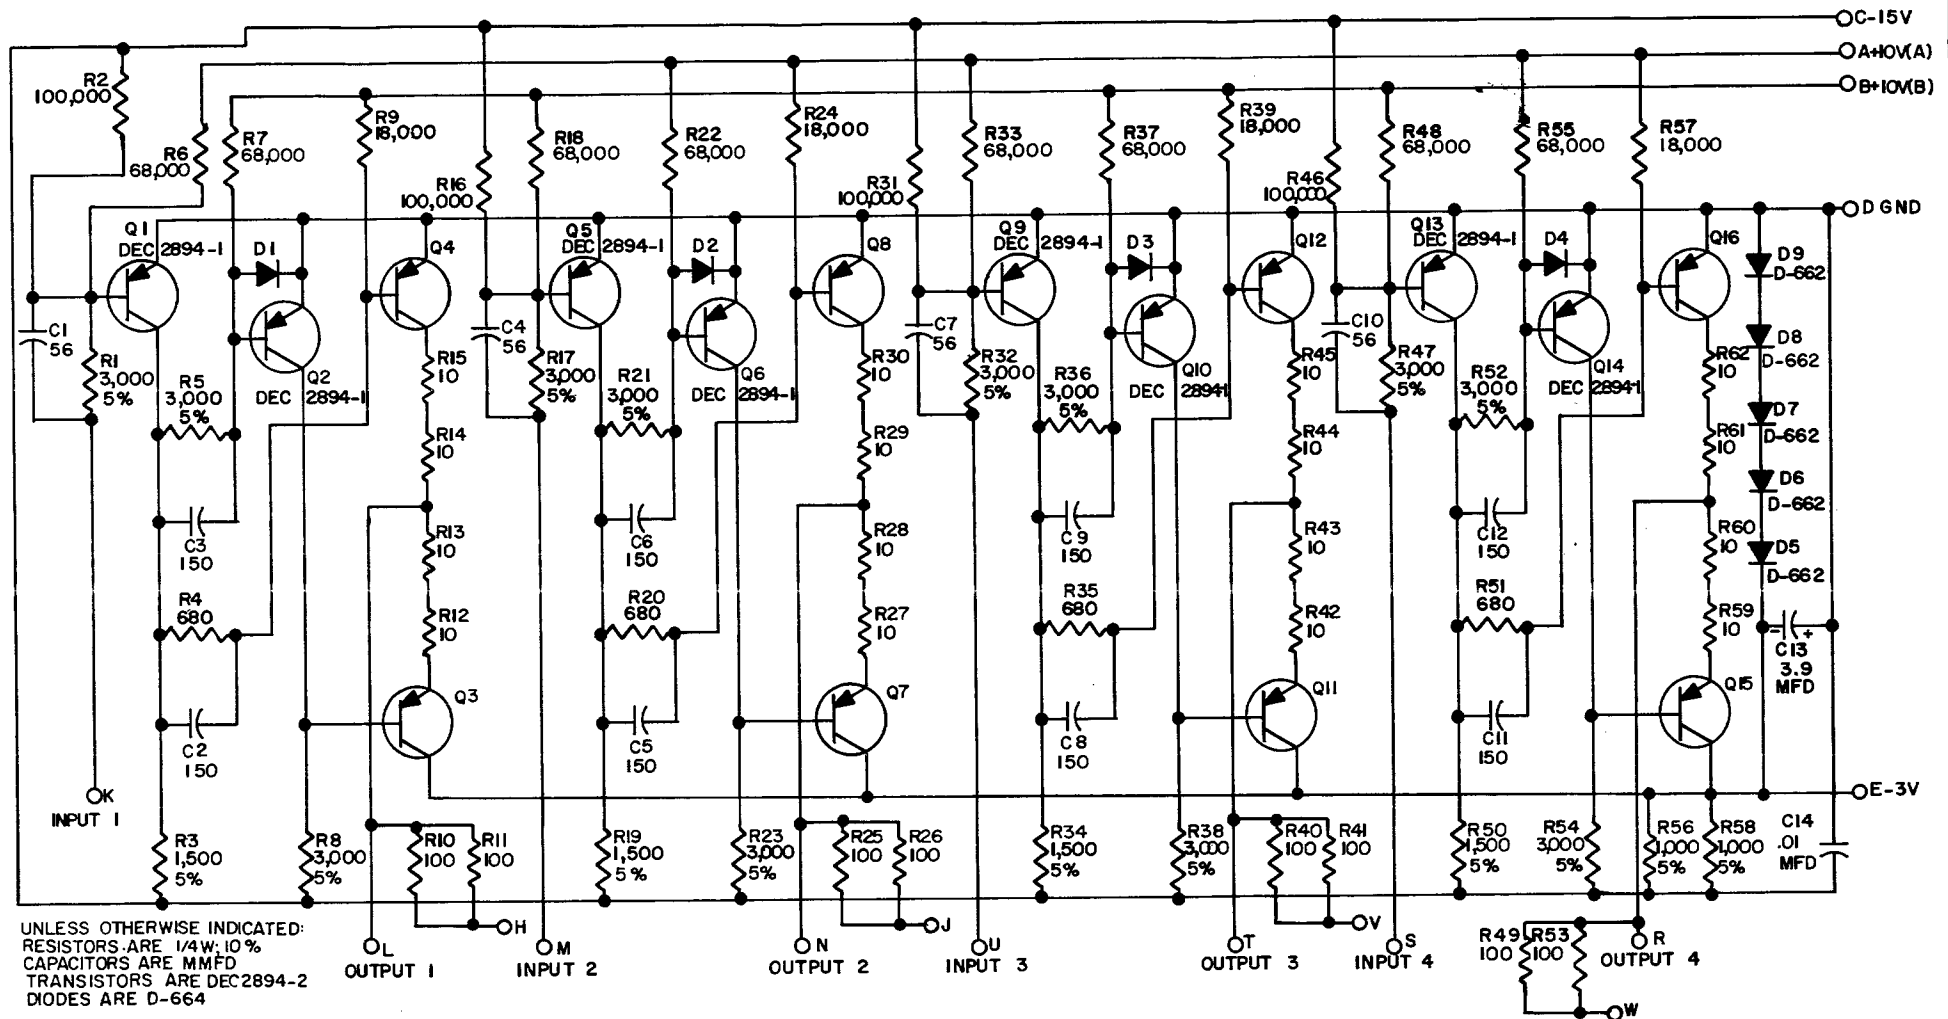 C-15V
A+10V(A)
B+10V(B)
R2
100,000
R6
68,000
R7
68,000
R9
18,000
R16
100,000
R18
68,000
R22
68,000
R24
18,000
R31
100,000
R33
68,000
R37
68,000
R39
18,000
R46
100,000
R48
68,000
R55
68,000
R57
18,000
D GND
Q1
DEC 2894-1
D1
Q4
Q5
DEC 2894-1
D2
Q8
Q9
DEC 2894-1
D3
Q12
Q13
DEC 2894-1
D4
Q16
D9
D-662
C1
56
R1
3,000
5%
R5
3,000
5%
Q2
DEC 2894-1
R15
10
C4
56
R17
3,000
5%
R21
3,000
5%
Q6
DEC 2894-1
R30
10
C7
56
R32
3,000
5%
R36
3,000
5%
Q10
DEC 2894-1
R45
10
C10
56
R47
3,000
5%
R52
3,000
5%
Q14
DEC 2894-1
R62
10
D8
D-662
R14
10
R29
10
R44
10
R61
10
D7
D-662
C3
150
R13
10
C6
150
R28
10
C9
150
R43
10
C12
150
R60
10
D6
D-662
D5
D-662
R4
680
R12
10
R20
680
R27
10
R35
680
R42
10
R51
680
R59
10
- +
C13
3.9
MFD
C2
150
Q3
C5
150
Q7
C8
150
Q11
C11
150
Q15
K
INPUT 1
E-3V
R3
1,500
5%
R8
3,000
5%
R10
100
R11
100
R19
1,500
5%
R23
3,000
5%
R25
100
R26
100
R34
1,500
5%
R38
3,000
5%
R40
100
R41
100
R50
1,500
5%
R54
3,000
5%
R56
1,000
5%
R58
1,000
5%
C14
.01
MFD
UNLESS OTHERWISE INDICATED:
RESISTORS ARE 1/4W; 10%
CAPACITORS ARE MMFD
TRANSISTORS ARE DEC2894-2
DIODES ARE D-664
L
OUTPUT 1
H
M
INPUT 2
N
OUTPUT 2
J
U
INPUT 3
T
OUTPUT 3
V
S
INPUT 4
R49
100
R53
100
R
OUTPUT 4
W